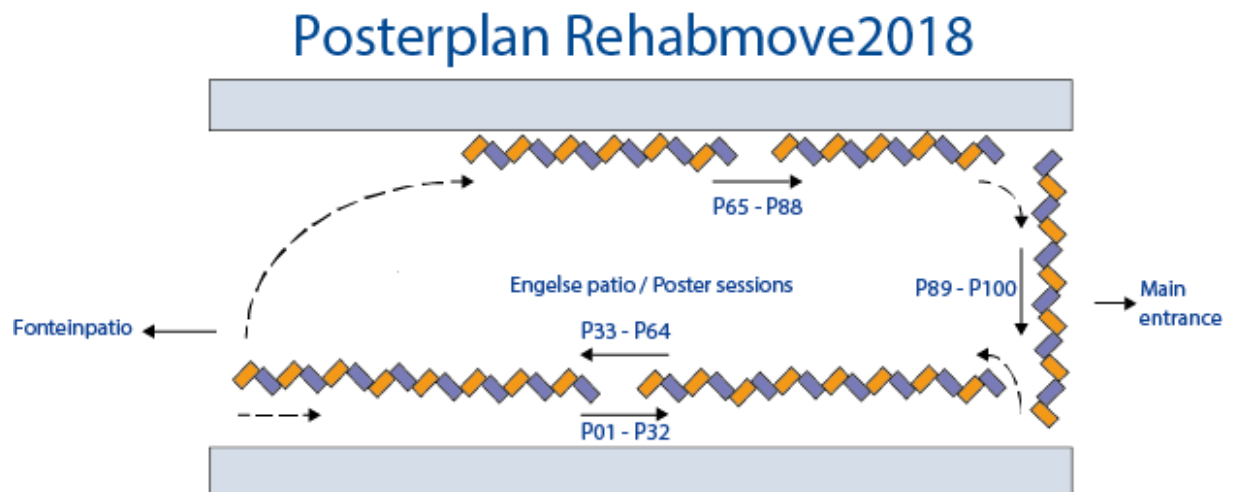 Posterplan Rehabmove2018
P65 - P88
Engelse patio / Poster sessions
P89 - P100
Main
entrance
Fonteinpatio
P33 - P64
P01 - P32